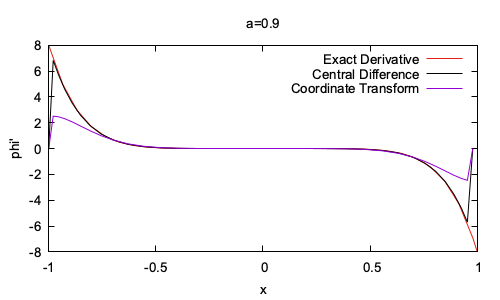 a=0.9
Exact Derivative
Central Difference
Coordinate Transform
8
6
4
2
0
-2
-4
-6
-8
phi'
-1
-0.5
0
0.5
1
x